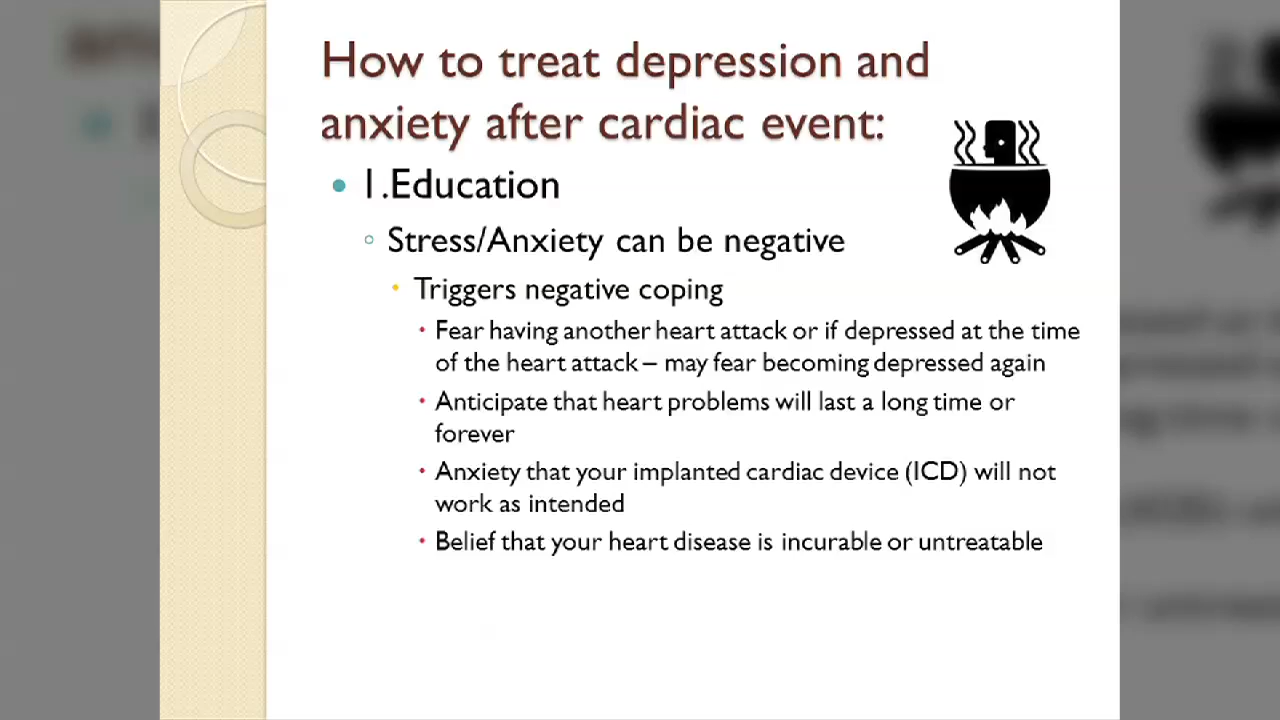 How to treat depression and
anxiety after cardiac event:
1.Education
Stress/Anxiety can be negative
Triggers negative coping
Fear having another heart attack or if depressed at the time
of the heart attack – may fear becoming depressed again
Anticipate that heart problems will last a long time or
forever
Anxiety that your implanted cardiac device (ICD) will not
work as intended
Belief that your heart disease is incurable or untreatable